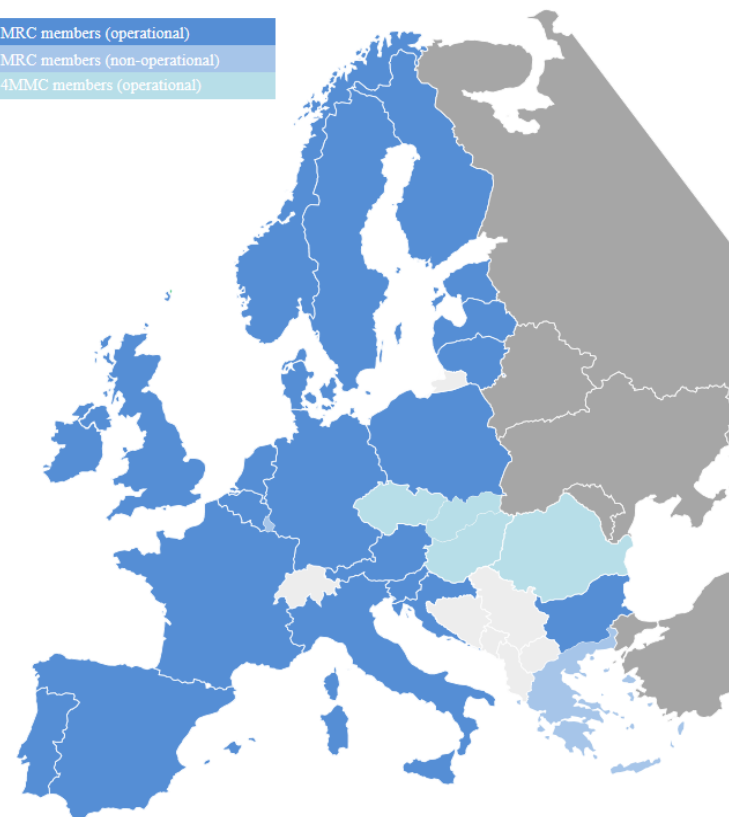 MRC members (operational)
MRC members (non-operational)
4MMC members (operational)